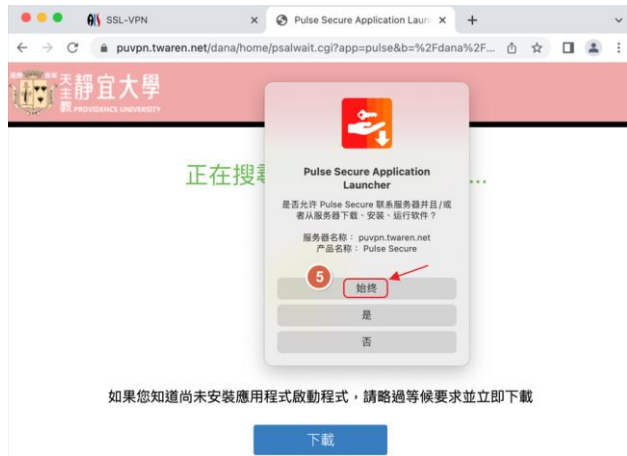 SSL-VPN
Pulse Secure Application Laun
puvpn.twaren.net/dana/home/psalwait.cgi?app=pulse&b=%2Fdana%2F...
天主教 靜宜大學
PROVIDENCE UNIVERSITY
正在搜尋
...
Pulse Secure Application
Launcher
是否允许 Pulse Secure 联系服务器并且/或
者从服务器下载、安装、运行软件？
服务器名称： puvpn.twaren.net
产品名称： Pulse Secure
5
始终
是
否
如果您知道尚未安裝應用程式啟動程式，請略過等候要求並立即下載
下載